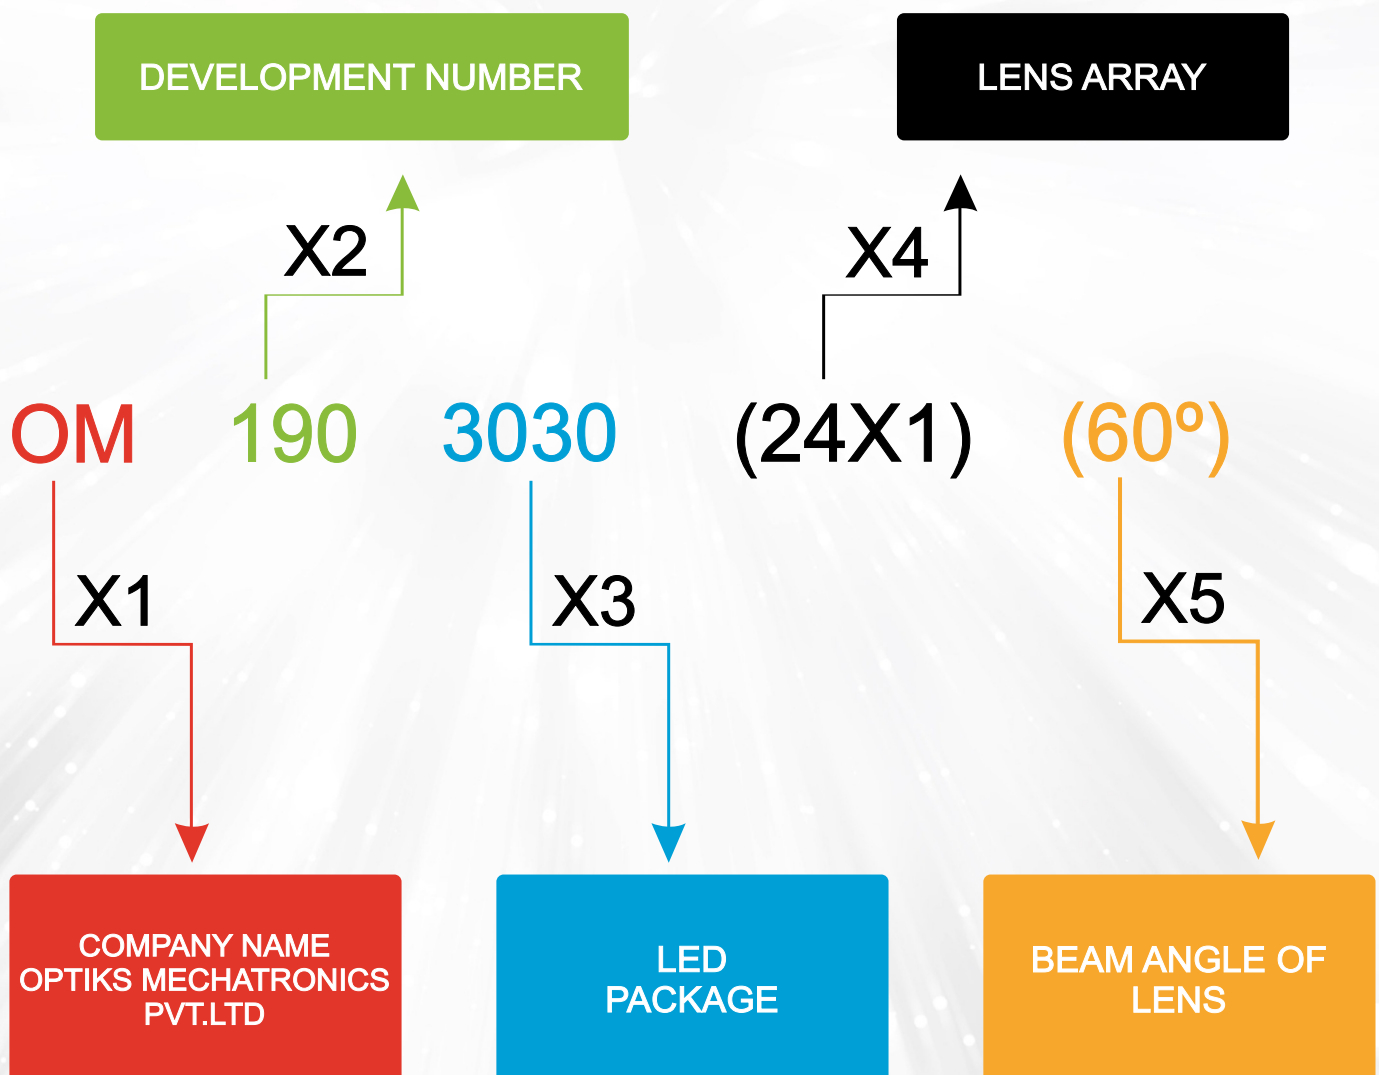 DEVELOPMENT NUMBER
LENS ARRAY
X2
X4
OM 190 3030 (24X1) (60º)
X1
X3
X5
COMPANY NAME
OPTIKS MECHATRONICS
PVT.LTD
LED
PACKAGE
BEAM ANGLE OF
LENS